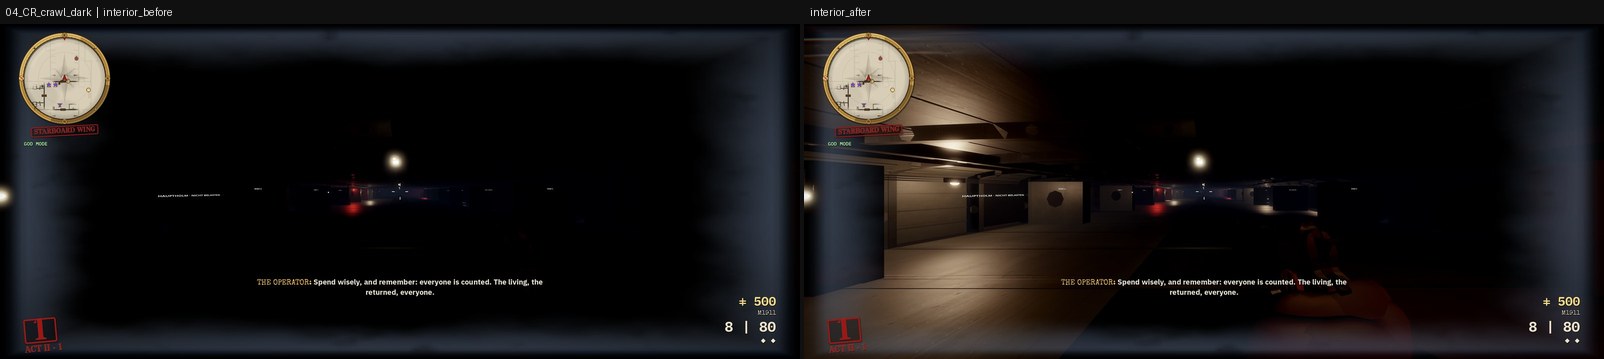 04_CR_crawl_dark | interior_before
interior_after
STARBOARD WING
GOD MODE
THE OPERATOR: Spend wisely, and remember: everyone is counted. The living, the
returned, everyone.
500
M1911
8 | 80
I
ACT II - 1
STARBOARD WING
GOD MODE
THE OPERATOR: Spend wisely, and remember: everyone is counted. The living, the
returned, everyone.
500
M1911
8 | 80
I